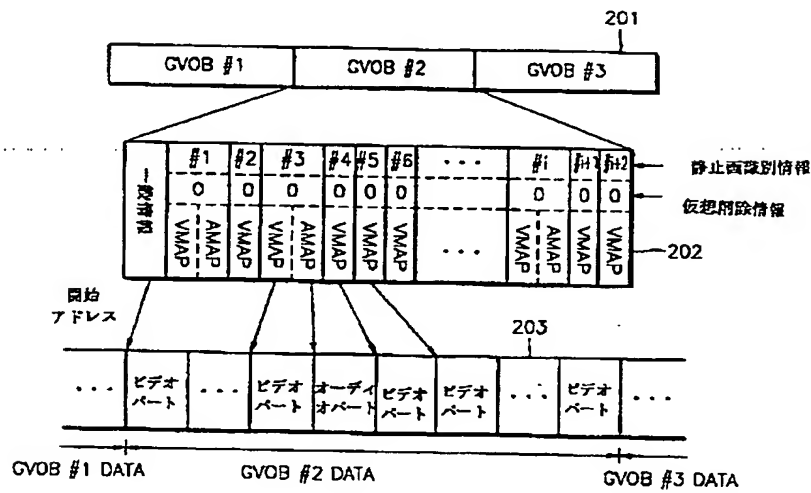 201
GVOB #1 GVOB #2 GVOB #3
一般情報 #1 #2 #3 #4 #5 #6 ... #i #i+1 #i+2 静止画識別情報
0 0 0 0 0 0 0 0 0 仮想削除情報
VMAP AMAP VMAP VMAP AMAP VMAP VMAP VMAP ... VMAP AMAP VMAP VMAP 202
開始
アドレス
203
... ビデオパート ... ビデオパート オーディオパート ビデオパート ビデオパート ... ビデオパート ...
GVOB #1 DATA GVOB #2 DATA GVOB #3 DATA